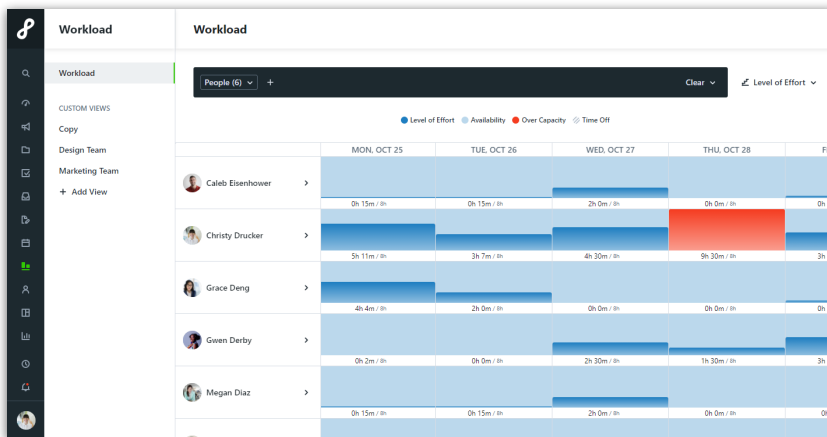 Workload
Workload
Workload
People (6)
+
Clear
Level of Effort
CUSTOM VIEWS
Copy
Design Team
Marketing Team
+ Add View
Level of Effort
Availability
Over Capacity
Time Off
MON, OCT 25
TUE, OCT 26
WED, OCT 27
THU, OCT 28
F
Caleb Eisenhower
0h 15m / 8h
0h 15m / 8h
2h 0m / 8h
0h 0m / 8h
0h
Christy Drucker
5h 11m / 8h
3h 7m / 8h
4h 30m / 8h
9h 30m / 8h
3h
Grace Deng
4h 4m / 8h
2h 0m / 8h
0h 0m / 8h
0h 0m / 8h
0h
Gwen Derby
0h 2m / 8h
0h 0m / 8h
2h 30m / 8h
1h 30m / 8h
3h
Megan Diaz
0h 15m / 8h
0h 15m / 8h
2h 0m / 8h
0h 0m / 8h
0h